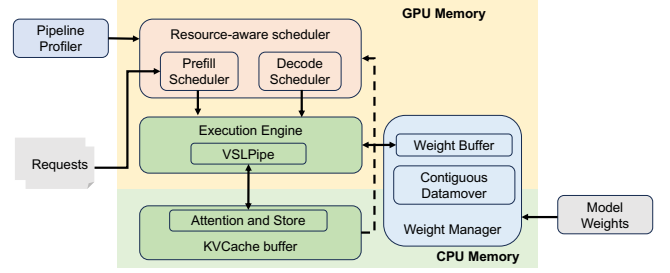 GPU Memory
Pipeline
Profiler
Resource-aware scheduler
Prefill
Scheduler
Decode
Scheduler
Execution Engine
VSLPipe
Requests
Weight Buffer
Contiguous
Datamover
Weight Manager
Attention and Store
KVCache buffer
Model
Weights
CPU Memory